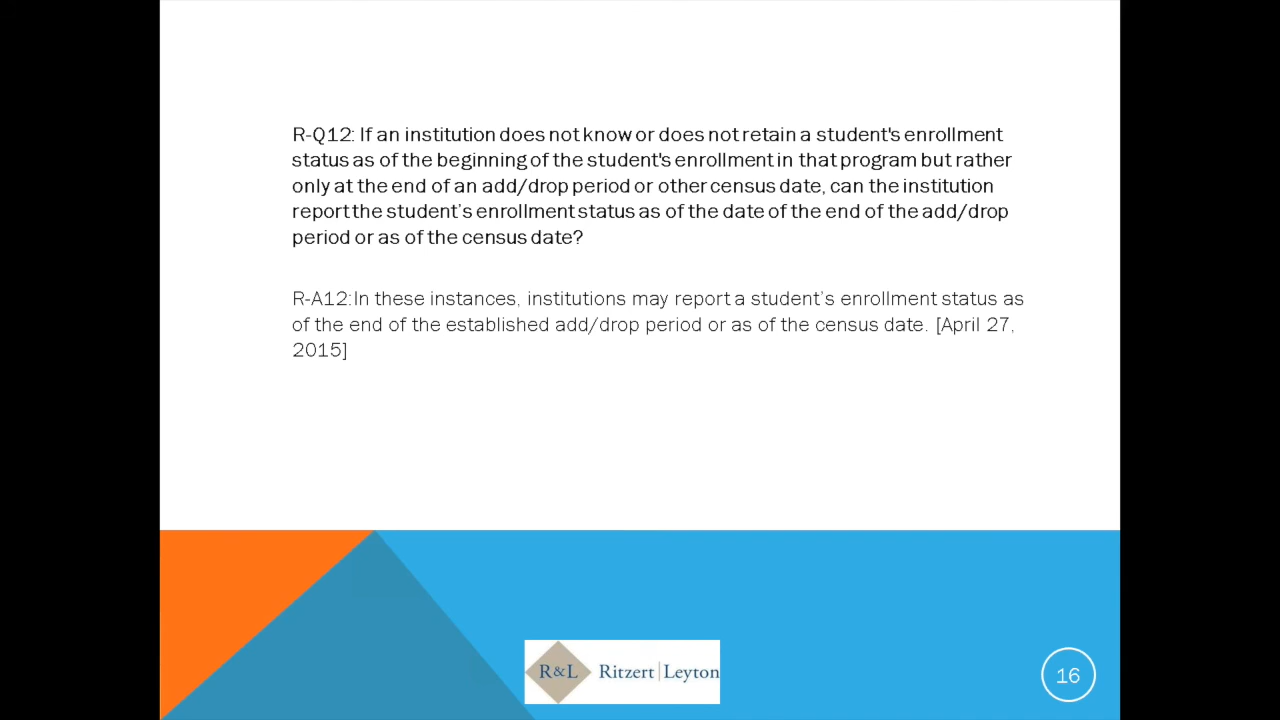 R-Q12: If an institution does not know or does not retain a student's enrollment
status as of the beginning of the student's enrollment in that program but rather
only at the end of an add/drop period or other census date, can the institution
report the student’s enrollment status as of the date of the end of the add/drop
period or as of the census date?
R-A12:In these instances, institutions may report a student’s enrollment status as
of the end of the established add/drop period or as of the census date. [April 27,
2015]
R&L Ritzert|Leyton
16